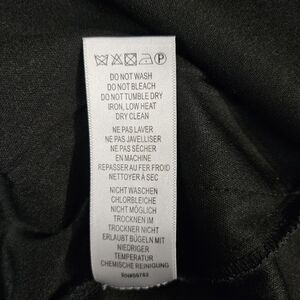 DO NOT WASH
DO NOT BLEACH
DO NOT TUMBLE DRY
IRON, LOW HEAT
DRY CLEAN
NE PAS LAVER
NE PAS JAVELLISER
NE PAS SÉCHER
EN MACHINE
REPASSER AU FER FROID
NETTOYER À SEC
NICHT WASCHEN
CHLORBLEICHE
NICHT MÖGLICH
TROCKNEN IM
TROCKNER NICHT
ERLAUBT BÜGELN MIT
NIEDRIGER
TEMPERATUR
CHEMISCHE REINIGUNG